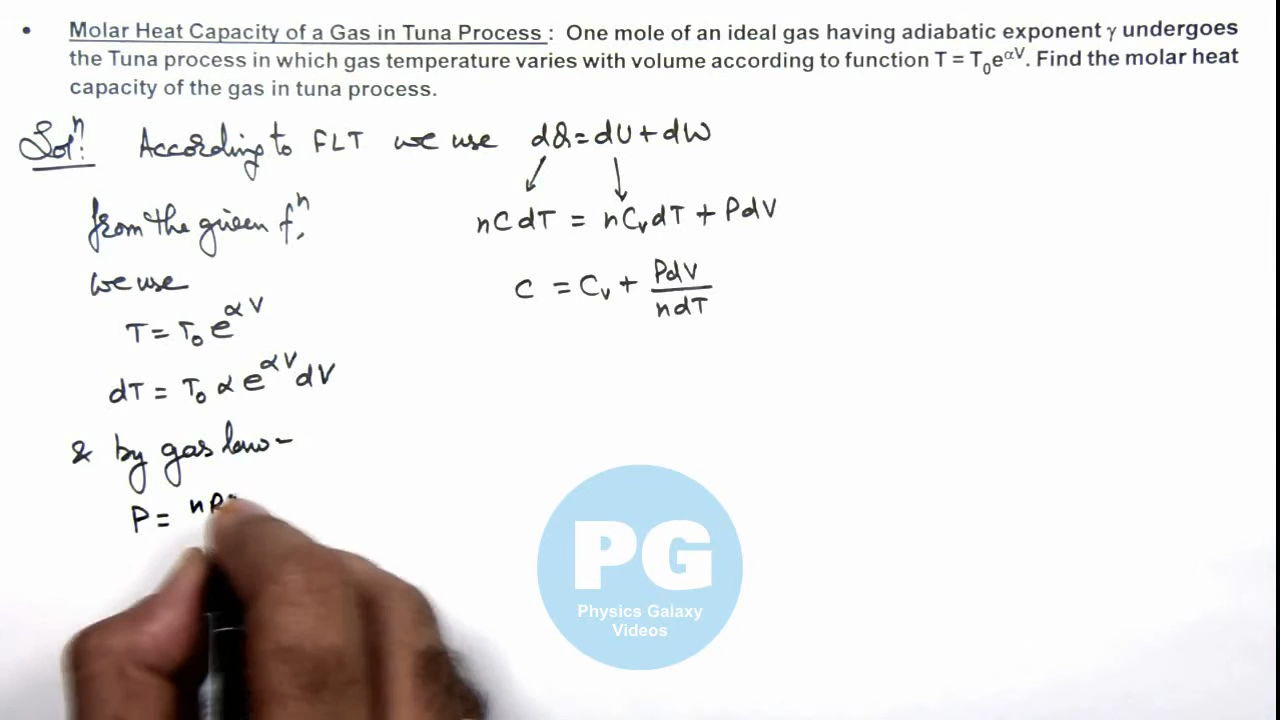 • Molar Heat Capacity of a Gas in Tuna Process : One mole of an ideal gas having adiabatic exponent γ undergoes
the Tuna process in which gas temperature varies with volume according to function T = T₀e^{αV}. Find the molar heat
capacity of the gas in tuna process.
Solⁿ: According to FLT we use dQ = dU + dW
from the given fⁿ,
nCdT = nCᵥdT + PdV
we use
C = Cᵥ + PdV/ndT
T = T₀ e^{αV}
dT = T₀ α e^{αV} dV
& by gas law –
P = nR
PG
Physics Galaxy
Videos